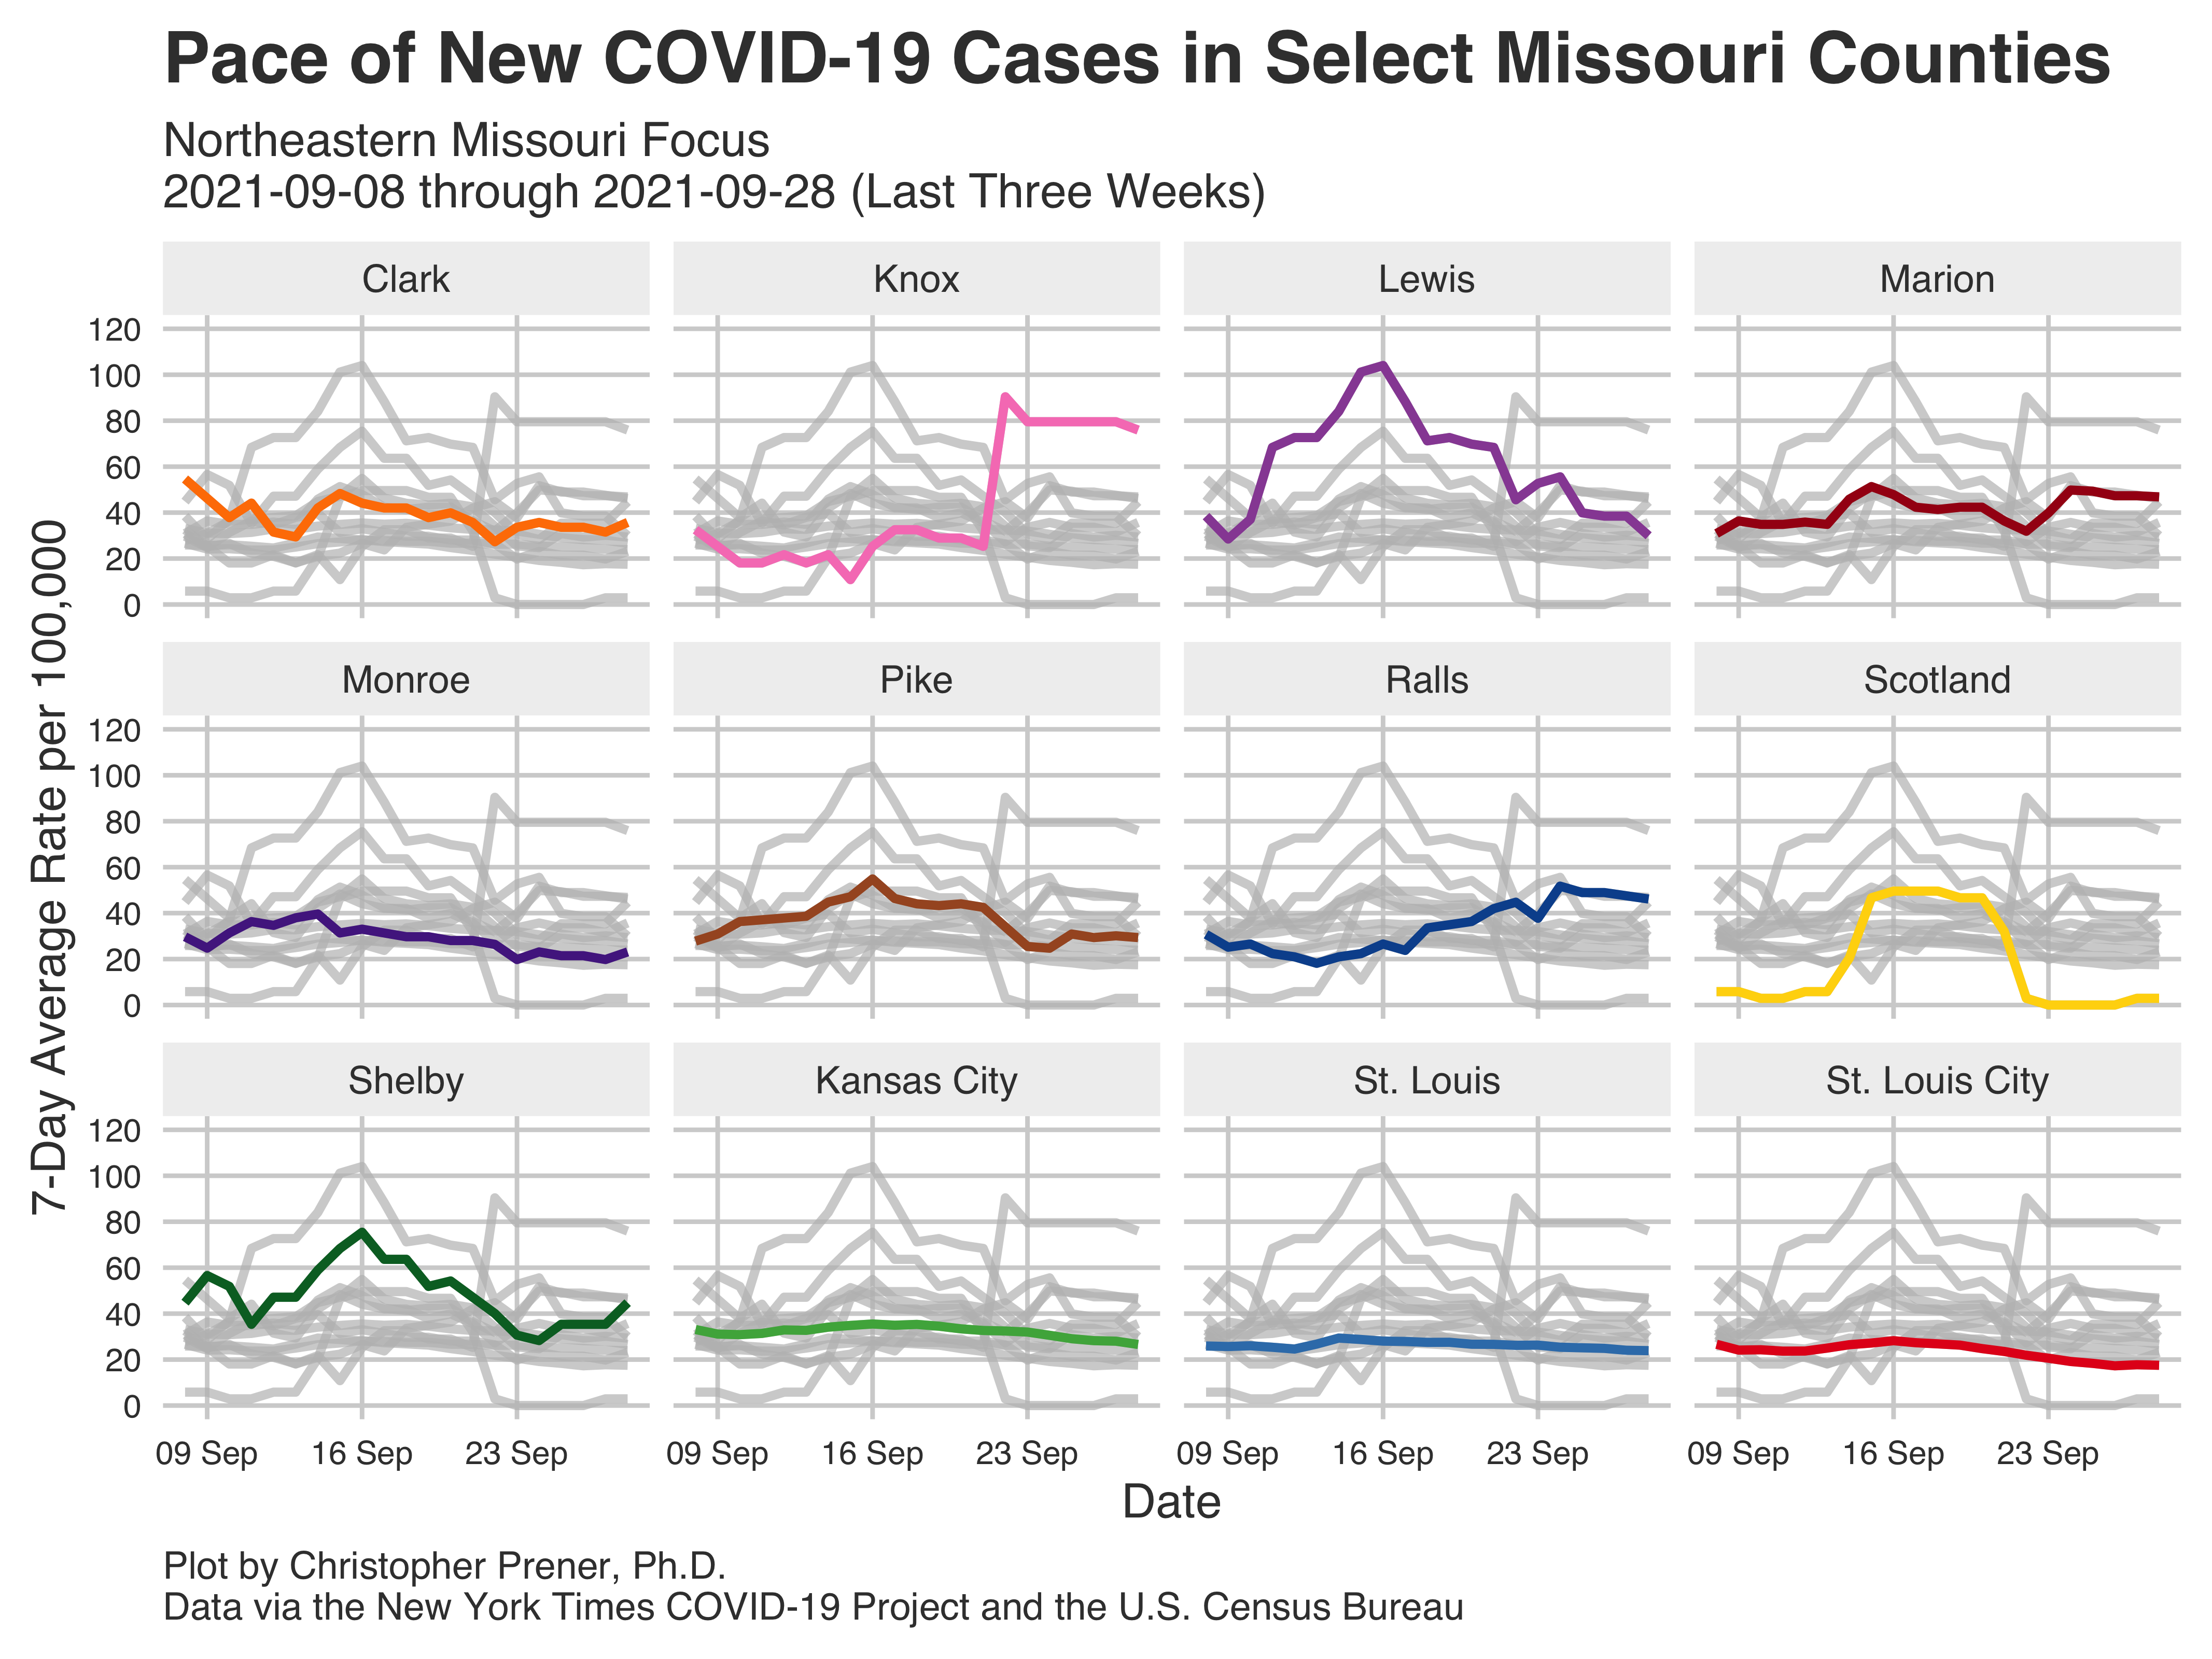 Pace of New COVID-19 Cases in Select Missouri Counties
Northeastern Missouri Focus
2021-09-08 through 2021-09-28 (Last Three Weeks)
7-Day Average Rate per 100,000
Clark
Knox
Lewis
Marion
120
100
80
60
40
20
0
Monroe
Pike
Ralls
Scotland
120
100
80
60
40
20
0
Shelby
Kansas City
St. Louis
St. Louis City
120
100
80
60
40
20
0
09 Sep 16 Sep 23 Sep
09 Sep 16 Sep 23 Sep
09 Sep 16 Sep 23 Sep
09 Sep 16 Sep 23 Sep
Date
Plot by Christopher Prener, Ph.D.
Data via the New York Times COVID-19 Project and the U.S. Census Bureau